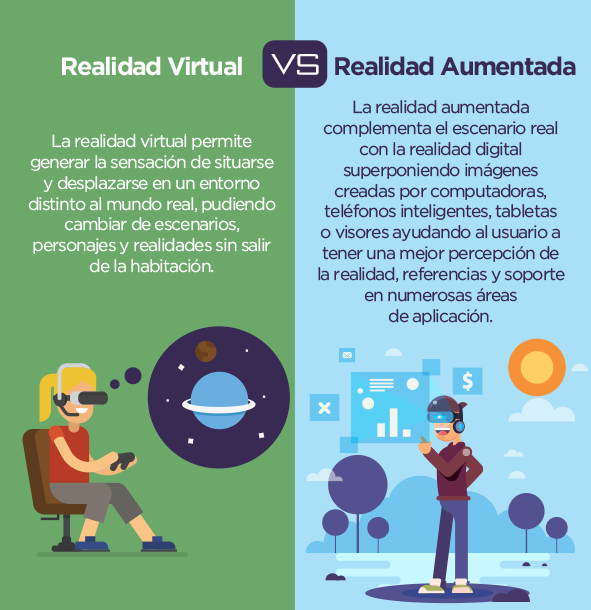 Realidad Virtual
VS
Realidad Aumentada
La realidad virtual permite
generar la sensación de situarse
y desplazarse en un entorno
distinto al mundo real, pudiendo
cambiar de escenarios,
personajes y realidades sin salir
de la habitación.
La realidad aumentada
complementa el escenario real
con la realidad digital
superponiendo imágenes
creadas por computadoras,
teléfonos inteligentes, tabletas
o visores ayudando al usuario a
tener una mejor percepción de
la realidad, referencias y soporte
en numerosas áreas
de aplicación.
$